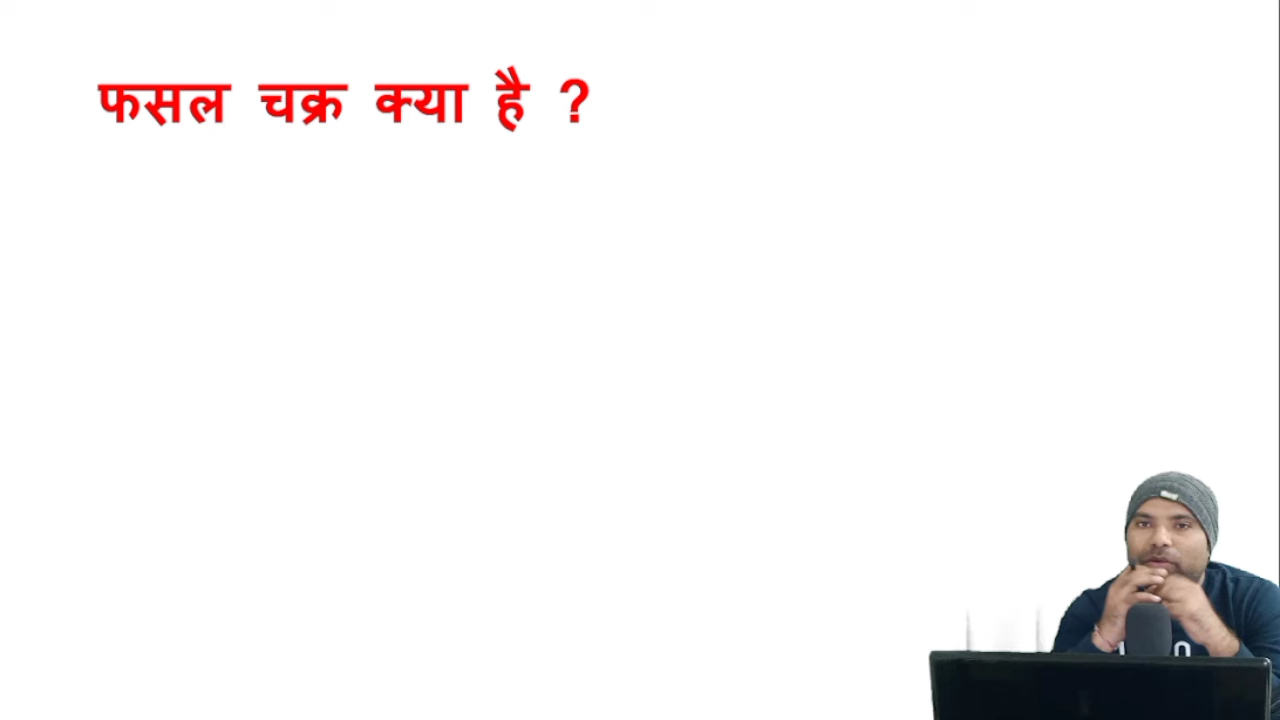 फसल चक्र क्या है ?